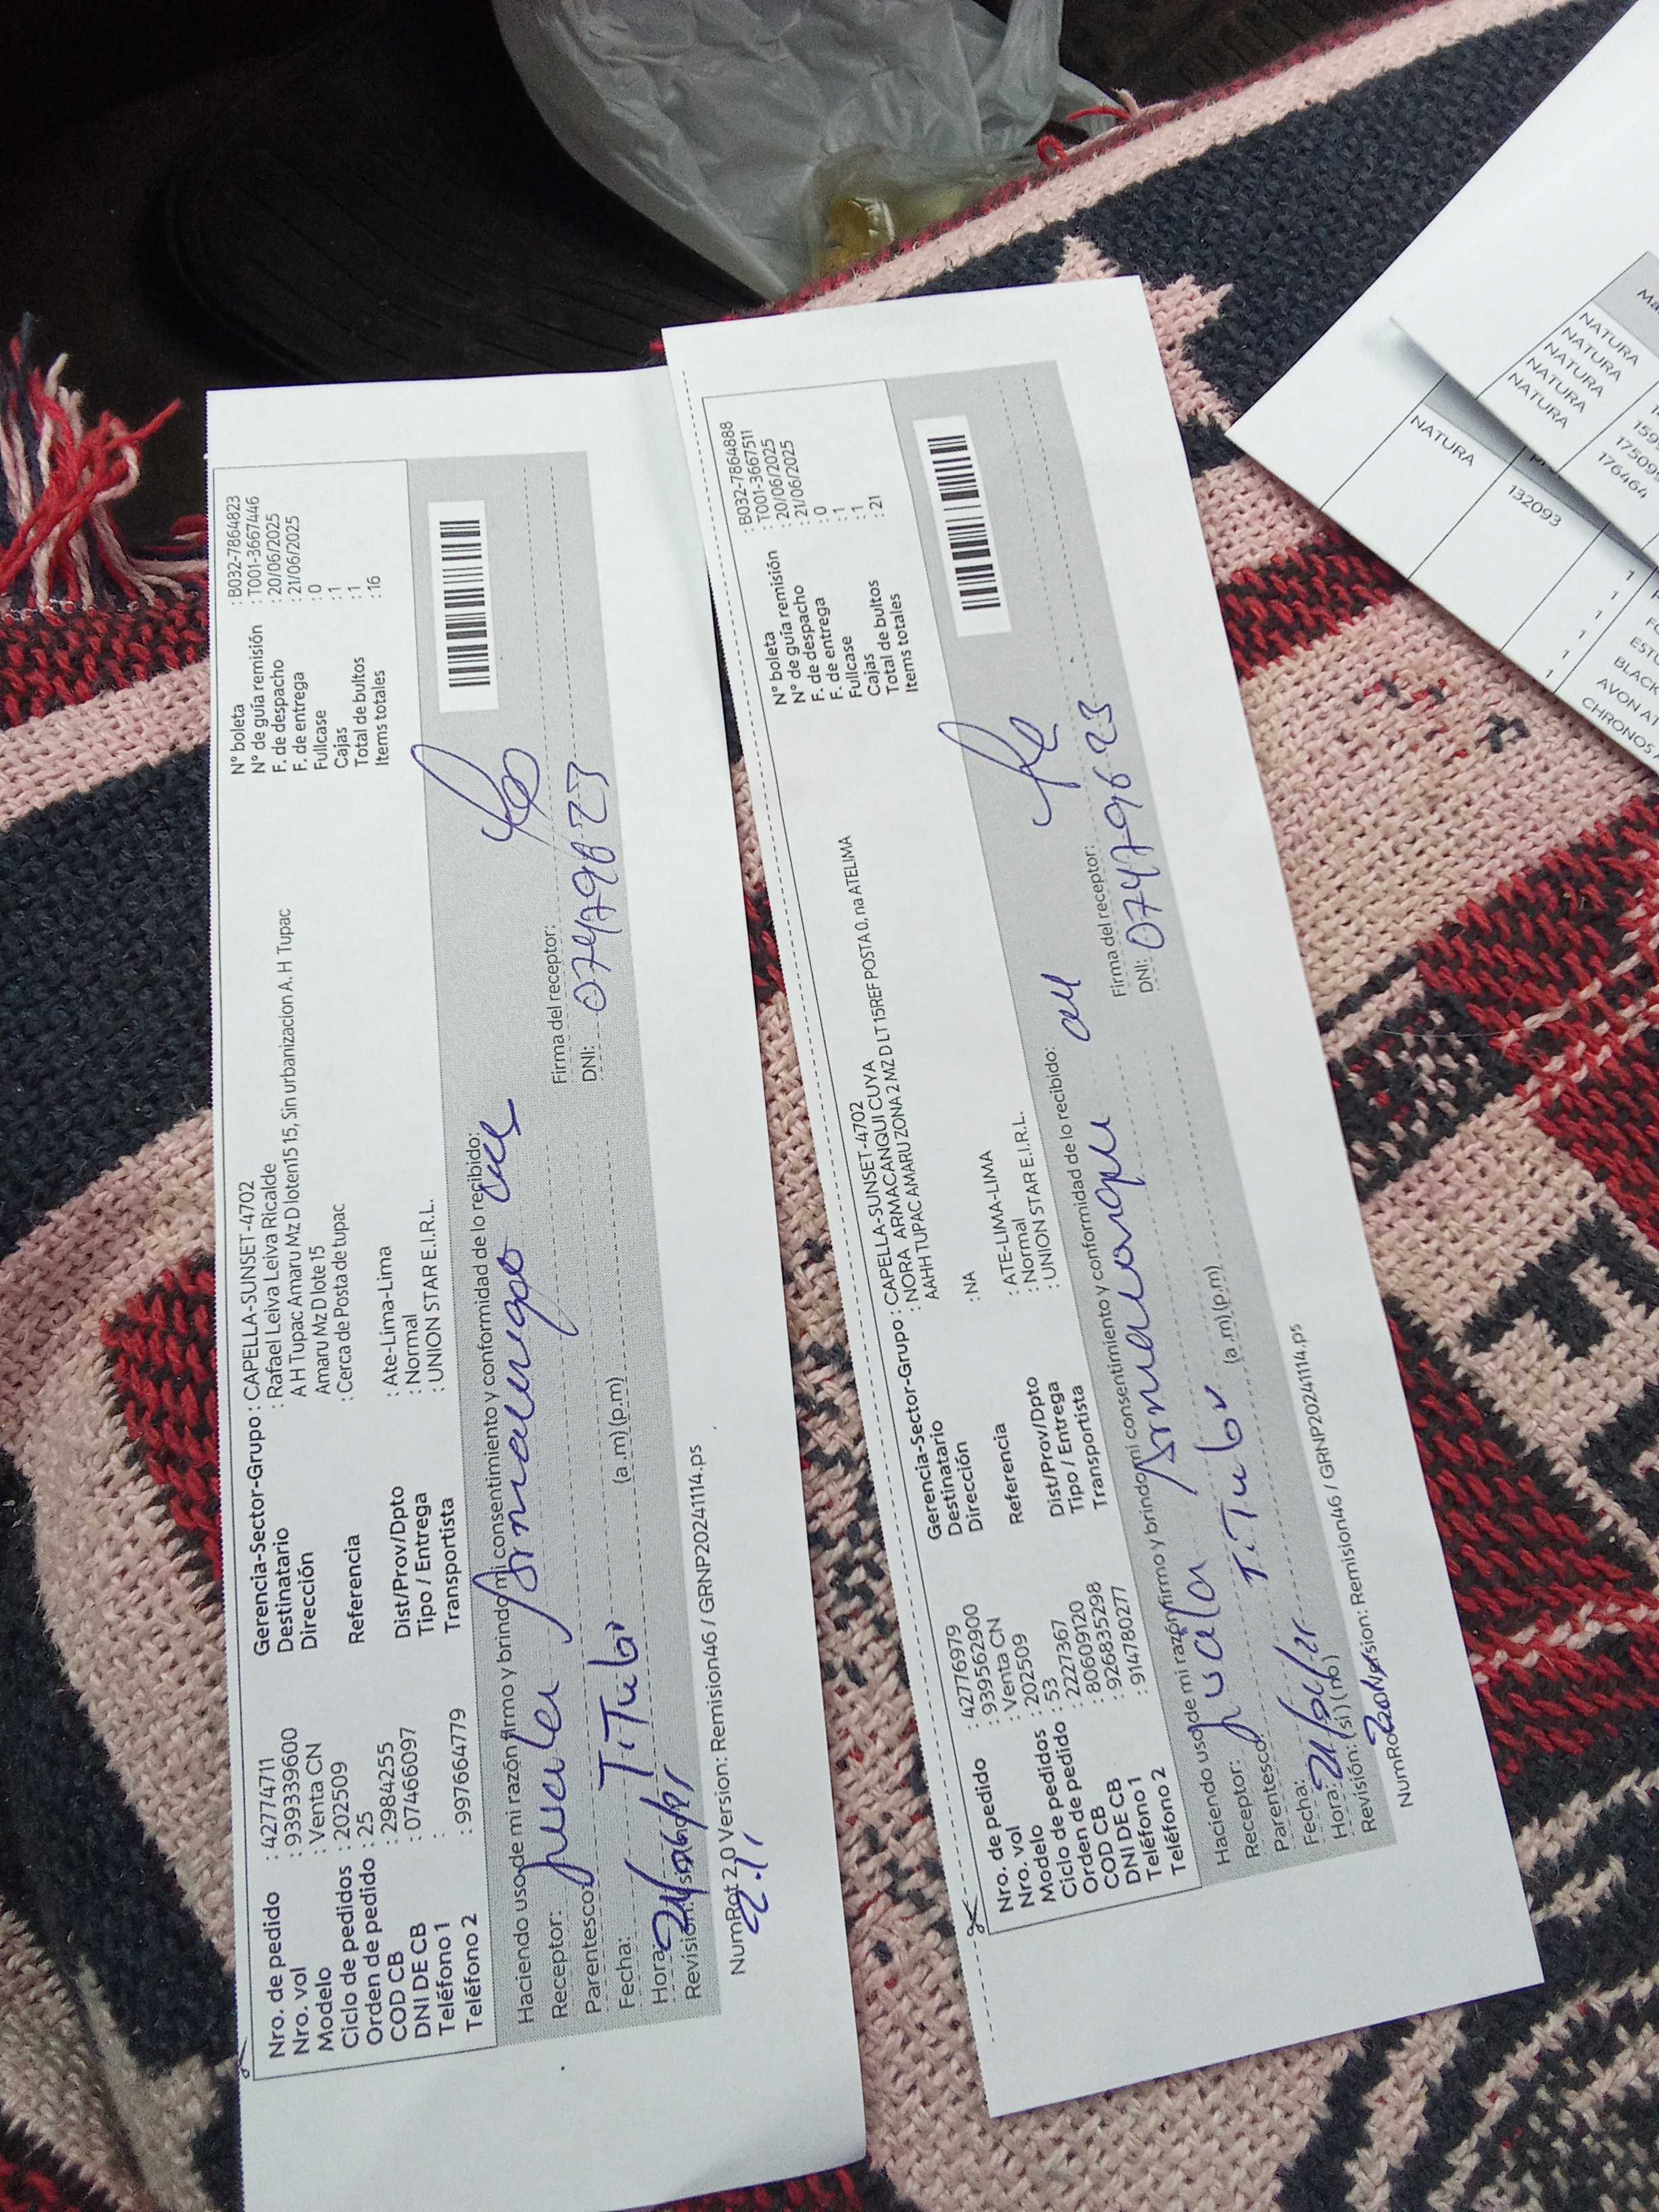 Nro. de pedido : 427774711
Nro. vol : 939339600
Modelo : Venta CN
Ciclo de pedidos : 202509
Orden de pedido : 25
COD CB : 2984255
DNI DE CB : 07466097
Teléfono 1 :
Teléfono 2 : 997664779
Gerencia-Sector-Grupo : CAPELLA-SUNSET-4702
Destinatario : Rafael Leiva Leiva Ricalde
Dirección A H Tupac Amaru Mz D loten15 15, Sin urbanizacion A. H Tupac
Amaru Mz D lote 15
Referencia : Cerca de Posta de tupac
Dist/Prov/Dpto : Ate-Lima-Lima
Tipo / Entrega : Normal
Transportista : UNION STAR E.I.R.L.
N° boleta : B032-7864823
N° de guía remisión : T001-3667446
F. de despacho : 20/06/2025
F. de entrega : 21/06/2025
Fullcase : 0
Cajas : 1
Total de bultos : 1
Items totales : 16
Haciendo uso de mi razón firmo y brindo mi consentimiento y conformidad de lo recibido:
Receptor:
Parentesco: TiTular
Fecha:
Hora: (a.m) (p.m)
Firma del receptor:
DNI: 07479623
NumRot 2.0 Version: Remision46 / GRNP20241114.ps
Nro. de pedido : 42776979
Nro. vol : 939562900
Modelo : Venta CN
Ciclo de pedidos : 202509
Orden de pedido : 53
COD CB : 2227367
DNI DE CB : 80609120
Teléfono 1 : 926835298
Teléfono 2 : 914780277
Gerencia-Sector-Grupo : CAPELLA-SUNSET-4702
Destinatario : NORA ARMACANQUI CUYA
Dirección AAHH TUPAC AMARU ZONA 2 MZ D LT 15REF POSTA 0, na ATELIMA
Referencia : NA
Dist/Prov/Dpto : ATE-LIMA-LIMA
Tipo / Entrega : Normal
Transportista : UNION STAR E.I.R.L.
N° boleta : B032-7864888
N° de guía remisión : T001-3667511
F. de despacho : 20/06/2025
F. de entrega : 21/06/2025
Fullcase : 0
Cajas : 1
Total de bultos : 1
Items totales : 21
Haciendo uso de mi razón firmo y brindo mi consentimiento y conformidad de lo recibido:
Receptor:
Parentesco: TiTular
Fecha:
Hora: (a.m) (p.m)
Revisión: (si) (no)
Firma del receptor:
DNI: 07479623
Version: Remision46 / GRNP20241114.ps
NATURA
NATURA
NATURA
NATURA
NATURA
NATURA
132093
176464
BLACK
AVON
CHRONOS